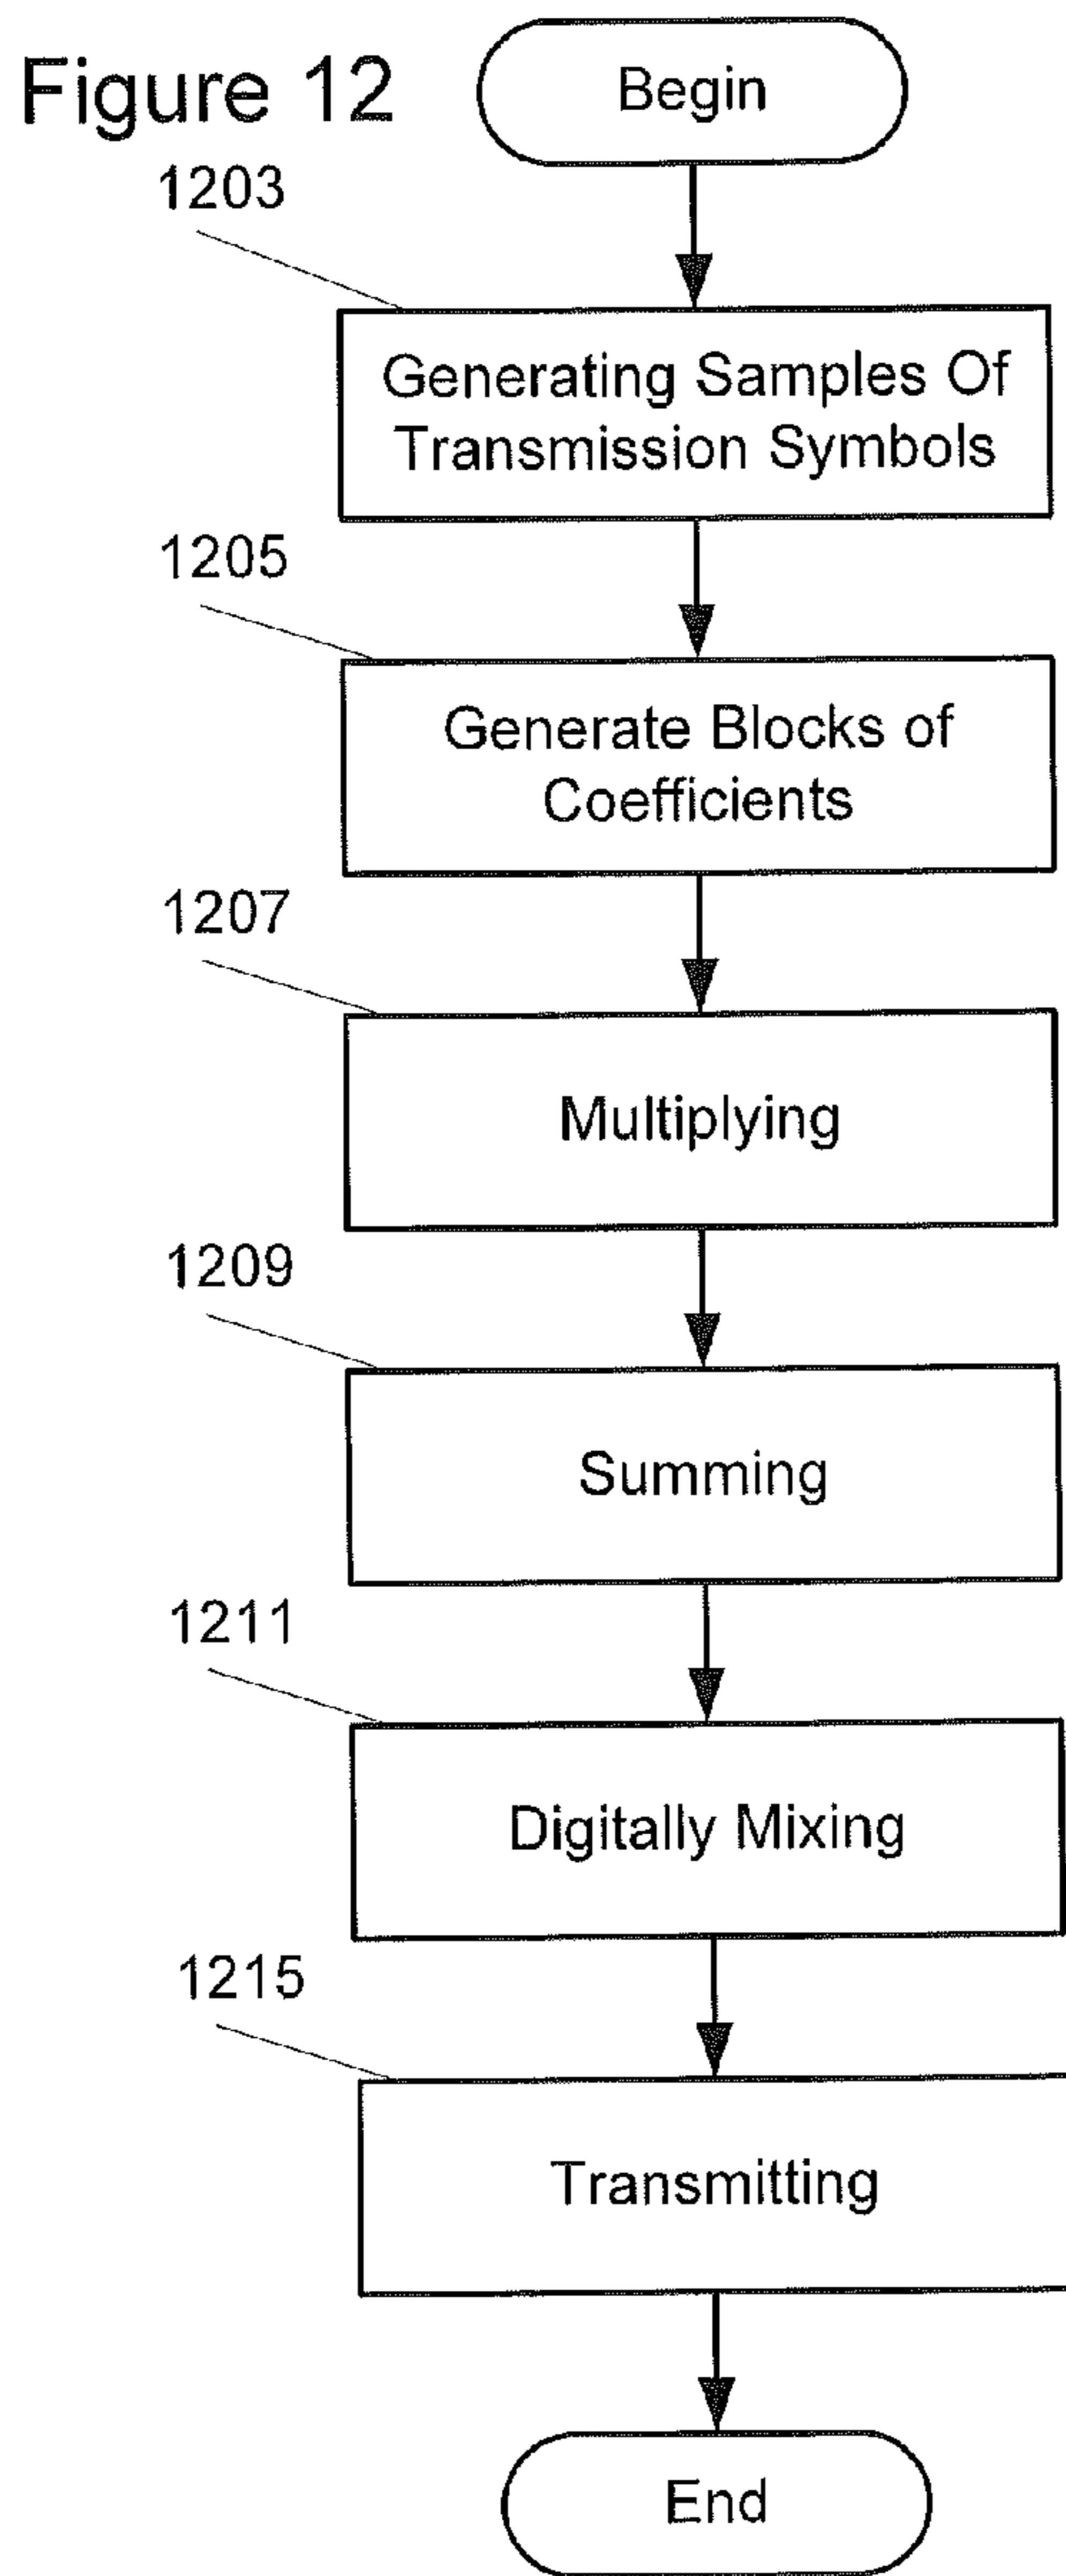 Figure 12
Begin
1203
Generating Samples Of
Transmission Symbols
1205
Generate Blocks of
Coefficients
1207
Multiplying
1209
Summing
1211
Digitally Mixing
1215
Transmitting
End